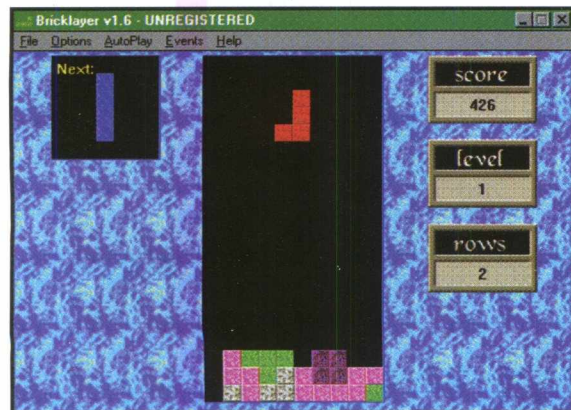 Bricklayer v1.6 - UNREGISTERED
File Options AutoPlay Events Help
Next:
score
426
level
1
rows
2